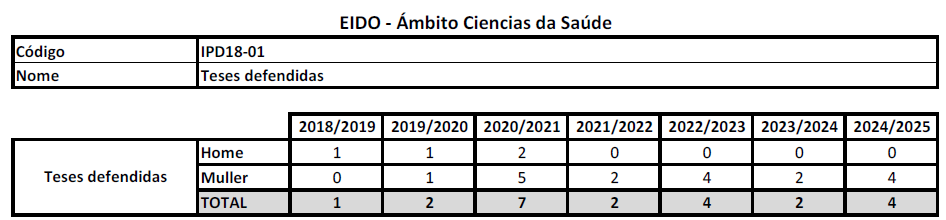 EIDO - Ámbito Ciencias da Saúde
Código IPD18-01
Nome Teses defendidas
2018/2019 2019/2020 2020/2021 2021/2022 2022/2023 2023/2024 2024/2025
Home 1 1 2 0 0 0 0
Teses defendidas Muller 0 1 5 2 4 2 4
TOTAL 1 2 7 2 4 2 4